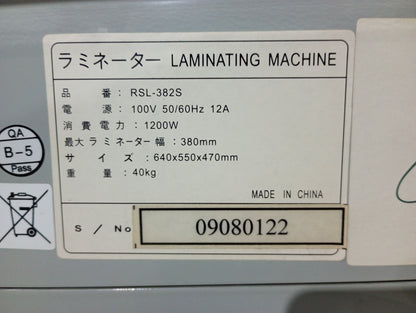 ラミネーター LAMINATING MACHINE
品 番 : RSL-382S
電 源 : 100V 50/60Hz 12A
消 費 電 力 : 1200W
最大ラミネーター幅 : 380mm
サ イ ズ : 640x550x470mm
重 量 : 40kg
MADE IN CHINA
S / No 09080122
QA
B-5
Pass